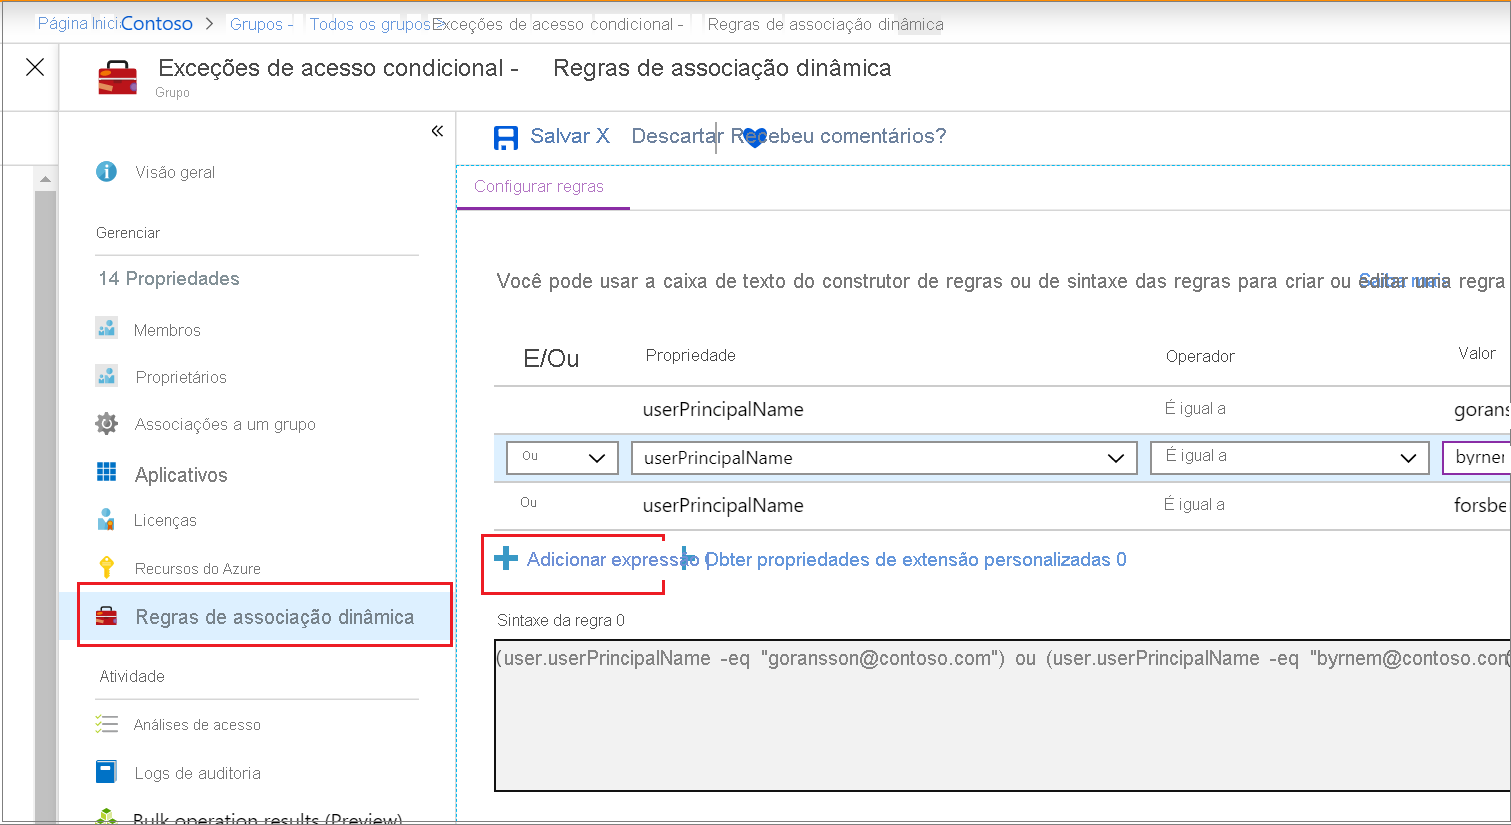 Página Inici Contoso > Grupos - Todos os grupos > Exceções de acesso condicional - Regras de associação dinâmica
Exceções de acesso condicional - Regras de associação dinâmica
Grupo
«
Visão geral
Gerenciar
14 Propriedades
Membros
Proprietários
Associações a um grupo
Aplicativos
Licenças
Recursos do Azure
Regras de associação dinâmica
Atividade
Análises de acesso
Logs de auditoria
Bulk operation results (Preview)
Salvar X Descartar Recebeu comentários?
Configurar regras
Você pode usar a caixa de texto do construtor de regras ou de sintaxe das regras para criar ou editar uma regra Saiba mais
E/Ou Propriedade Operador Valor
userPrincipalName É igual a gorans
Ou userPrincipalName É igual a byrnem
Ou userPrincipalName É igual a forsbe
Adicionar expressão Obter propriedades de extensão personalizadas 0
Sintaxe da regra 0
(user.userPrincipalName -eq "goransson@contoso.com") ou (user.userPrincipalName -eq "byrnem@contoso.com